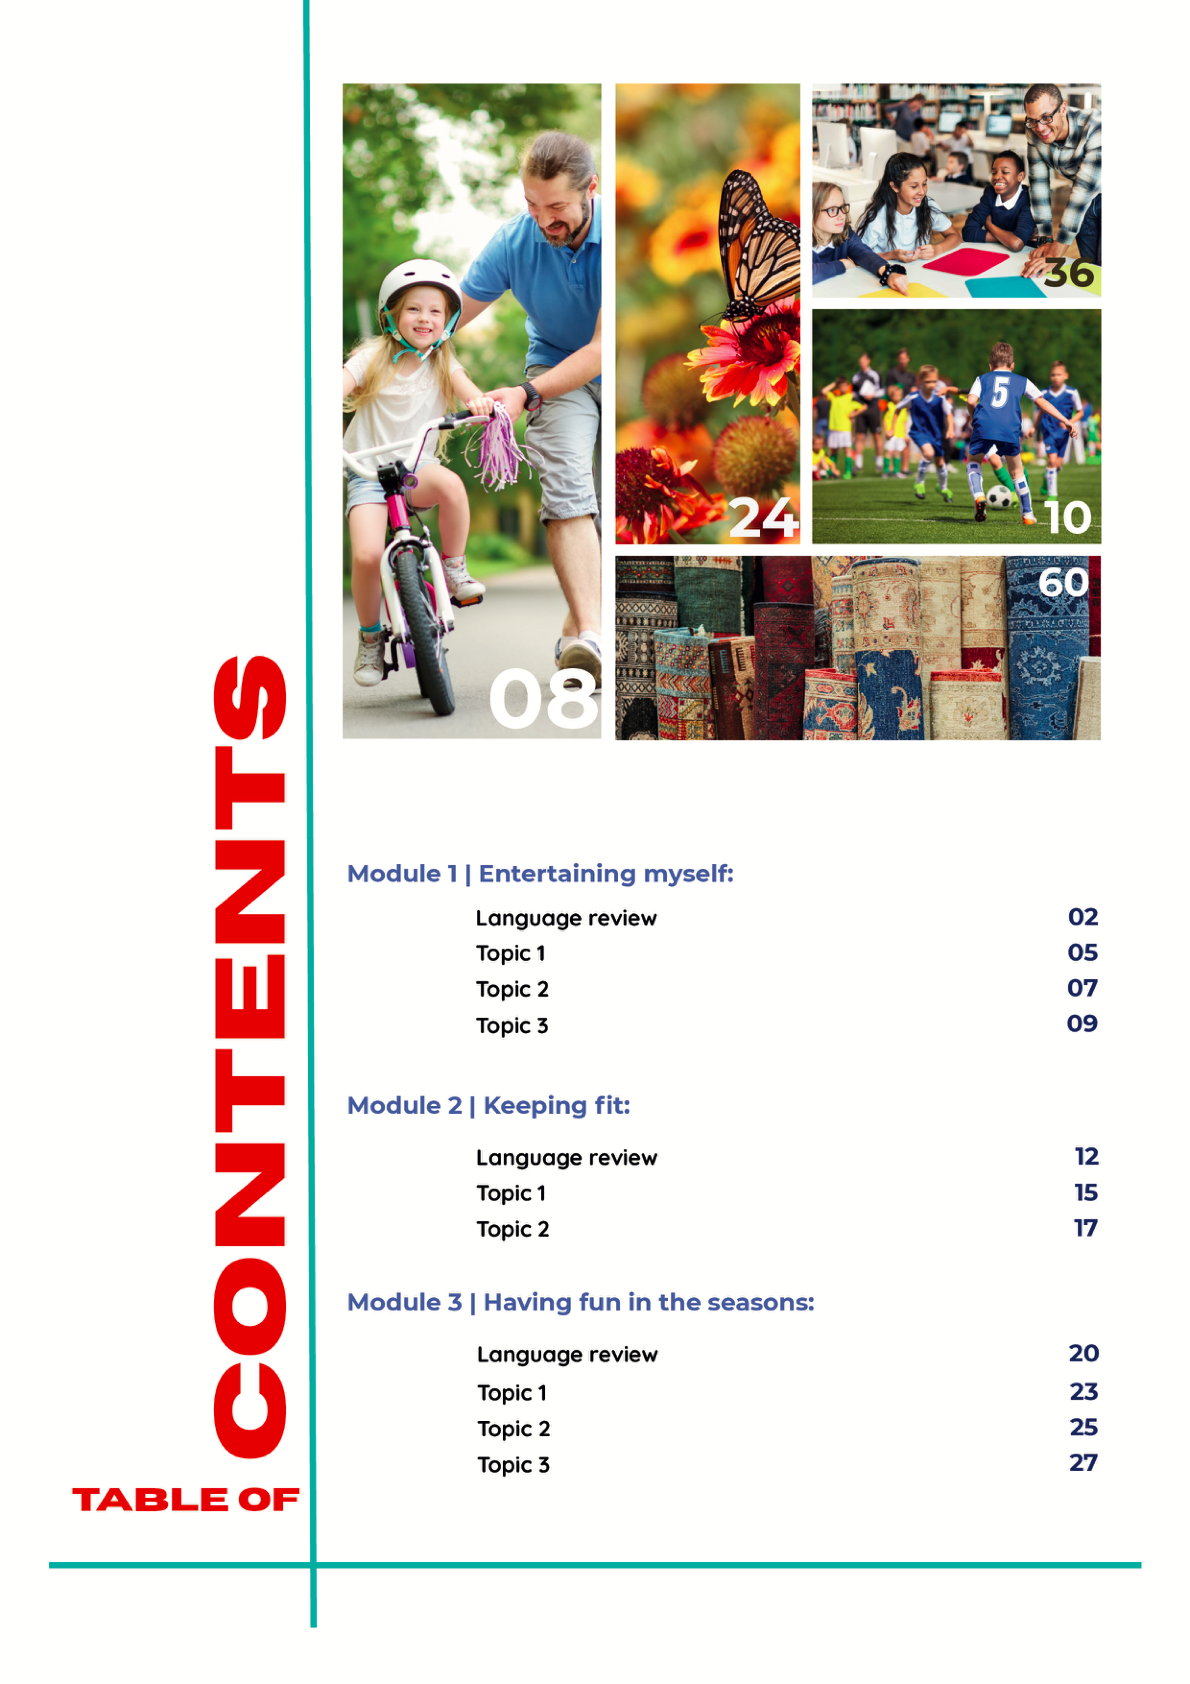 36
5
10
24
60
08
TABLE OF
CONTENTS
Module 1 | Entertaining myself:
Language review 02
Topic 1 05
Topic 2 07
Topic 3 09
Module 2 | Keeping fit:
Language review 12
Topic 1 15
Topic 2 17
Module 3 | Having fun in the seasons:
Language review 20
Topic 1 23
Topic 2 25
Topic 3 27